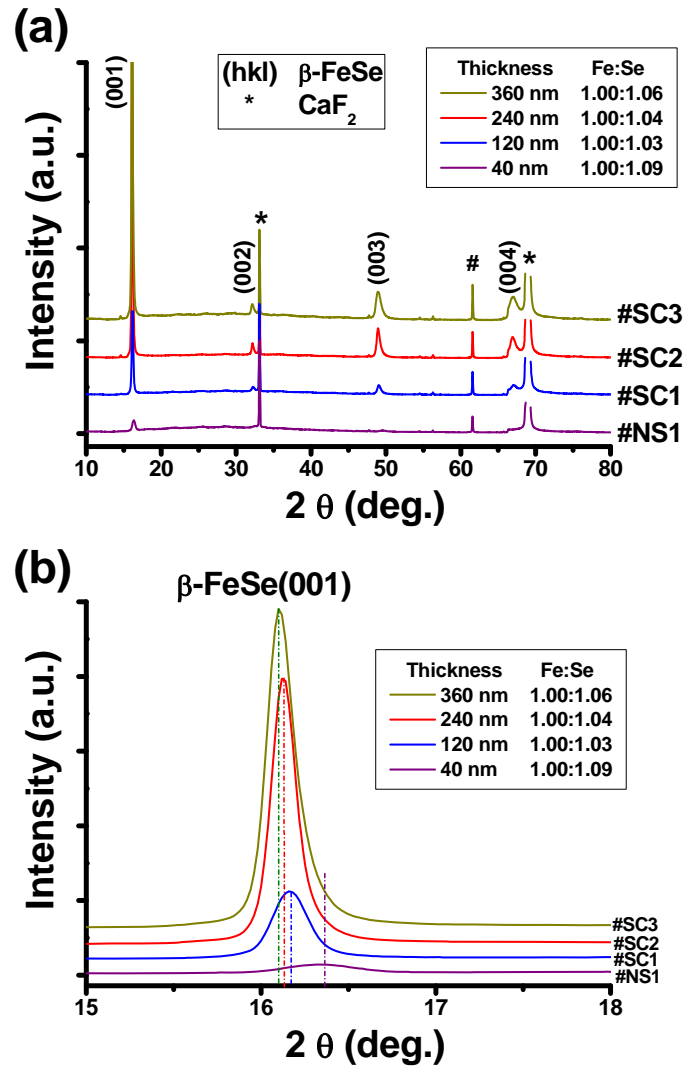 (a)
(001)
(hkl) β-FeSe
* CaF₂
Thickness Fe:Se
360 nm 1.00:1.06
240 nm 1.00:1.04
120 nm 1.00:1.03
40 nm 1.00:1.09
Intensity (a.u.)
(002)
*
(003)
#
(004)
*
#SC3
#SC2
#SC1
#NS1
10 20 30 40 50 60 70 80
2 θ (deg.)
(b)
β-FeSe(001)
Thickness Fe:Se
360 nm 1.00:1.06
240 nm 1.00:1.04
120 nm 1.00:1.03
40 nm 1.00:1.09
Intensity (a.u.)
#SC3
#SC2
#SC1
#NS1
15 16 17 18
2 θ (deg.)